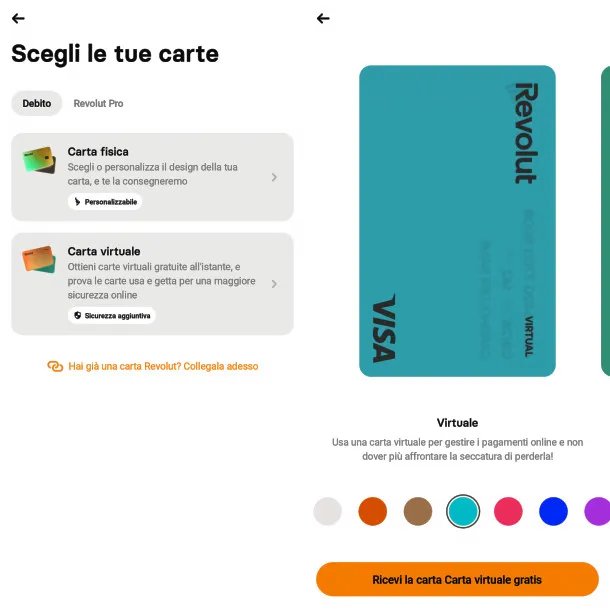 Scegli le tue carte
Debito
Revolut Pro
Carta fisica
Scegli o personalizza il design della tua
carta, e te la consegneremo
Personalizzabile
Carta virtuale
Ottieni carte virtuali gratuite all'istante, e
prova le carte usa e getta per una maggiore
sicurezza online
Sicurezza aggiuntiva
Hai già una carta Revolut? Collegala adesso
Revolut
VIRTUAL
VISA
Virtuale
Usa una carta virtuale per gestire i pagamenti online e non
dover più affrontare la seccatura di perderla!
Ricevi la carta Carta virtuale gratis